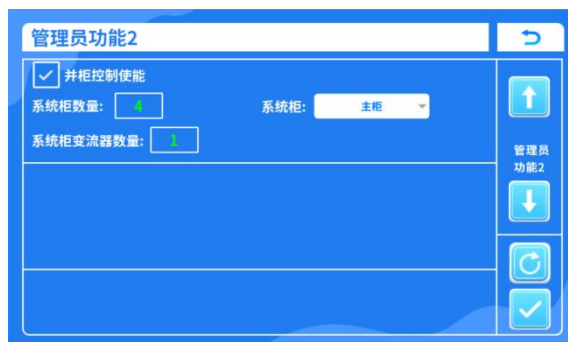 管理员功能2
并柜控制使能
系统柜数量: 4
系统柜: 主柜
系统柜变流器数量: 1
管理员
功能2